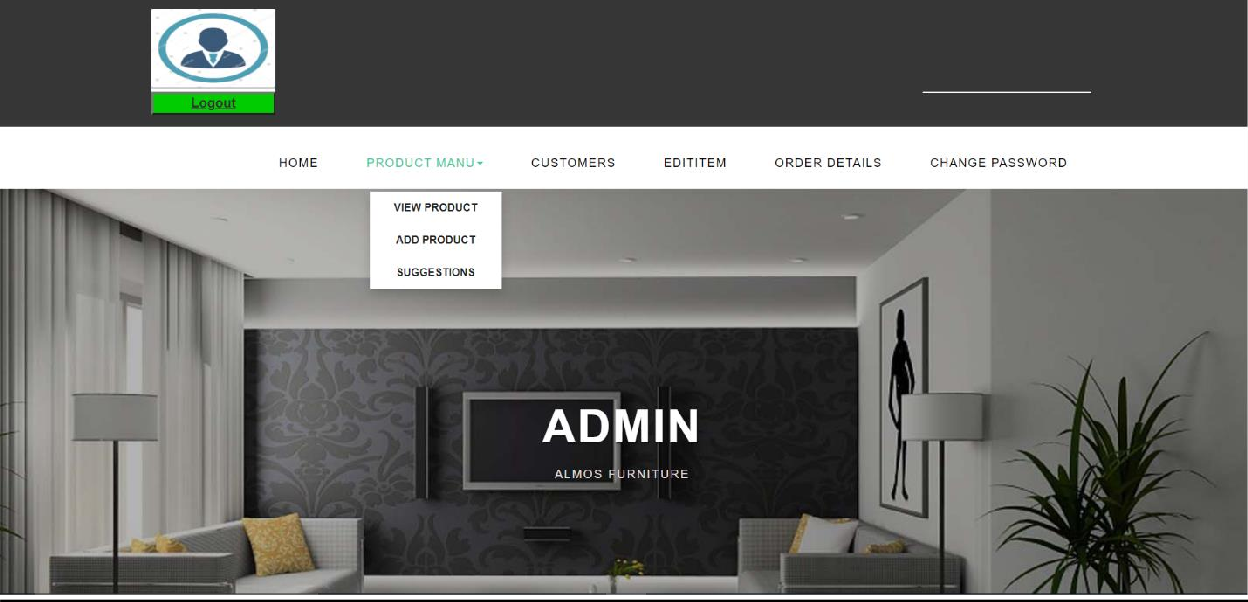 Logout
HOME PRODUCT MANU CUSTOMERS EDITITEM ORDER DETAILS CHANGE PASSWORD
VIEW PRODUCT
ADD PRODUCT
SUGGESTIONS
ADMIN
ALMOS FURNITURE